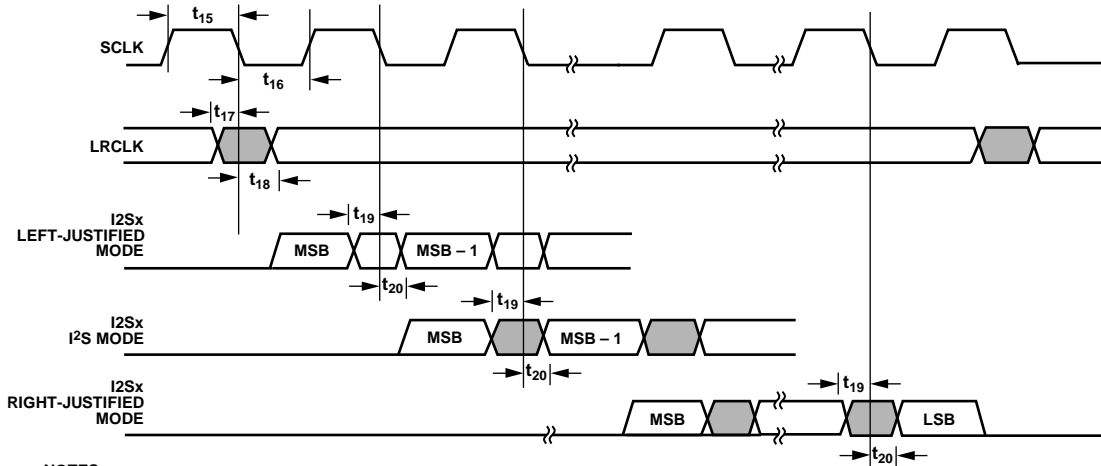 t15
SCLK
t16
t17
LRCLK
t18
I2Sx
LEFT-JUSTIFIED
MODE
t19
MSB
MSB – 1
t20
I2Sx
I2S MODE
t19
MSB
MSB – 1
t20
I2Sx
RIGHT-JUSTIFIED
MODE
t19
MSB
LSB
t20
NOTES